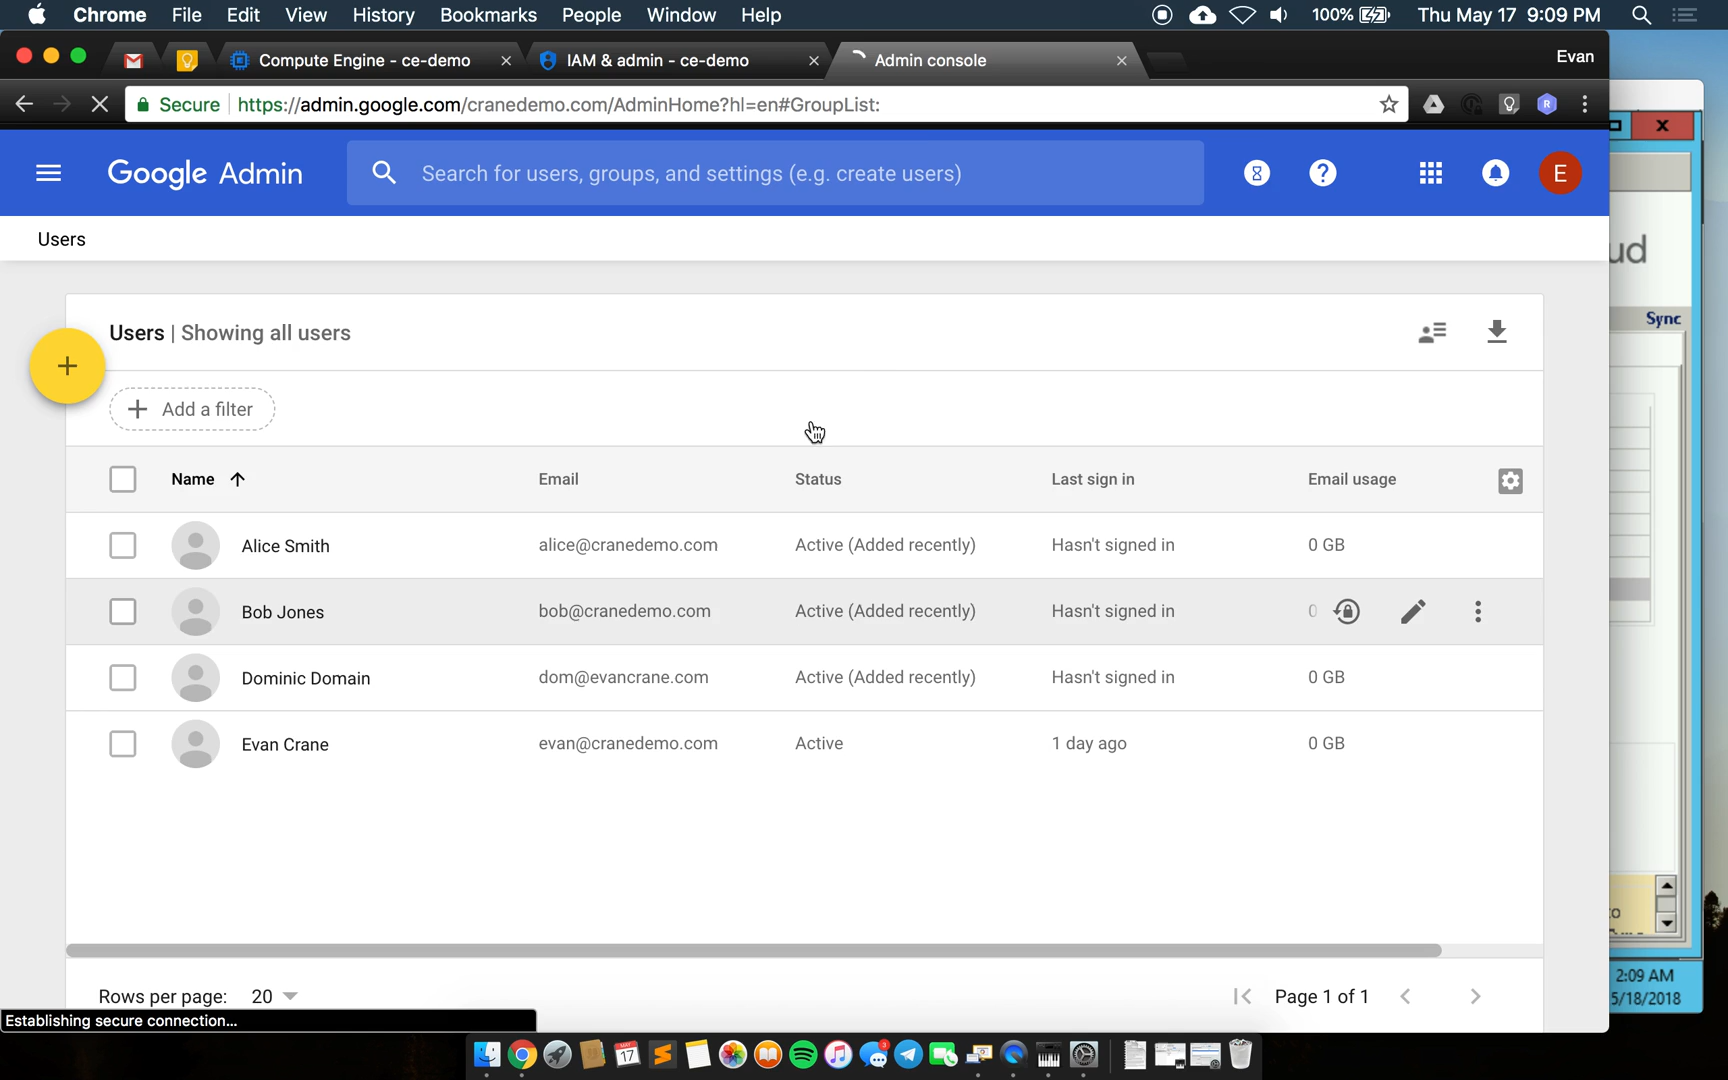 Chrome File Edit View History Bookmarks People Window Help 100% Thu May 17 9:09 PM
Compute Engine - ce-demo IAM & admin - ce-demo Admin console Evan
Secure https://admin.google.com/cranedemo.com/AdminHome?hl=en#GroupList:
Google Admin Search for users, groups, and settings (e.g. create users) E
Users
Users | Showing all users
Add a filter
Name Email Status Last sign in Email usage
Alice Smith alice@cranedemo.com Active (Added recently) Hasn't signed in 0 GB
Bob Jones bob@cranedemo.com Active (Added recently) Hasn't signed in 0
Dominic Domain dom@evancrane.com Active (Added recently) Hasn't signed in 0 GB
Evan Crane evan@cranedemo.com Active 1 day ago 0 GB
Rows per page: 20 Page 1 of 1
Establishing secure connection...
ud
Sync
2:09 AM
5/18/2018
MAY
17
3